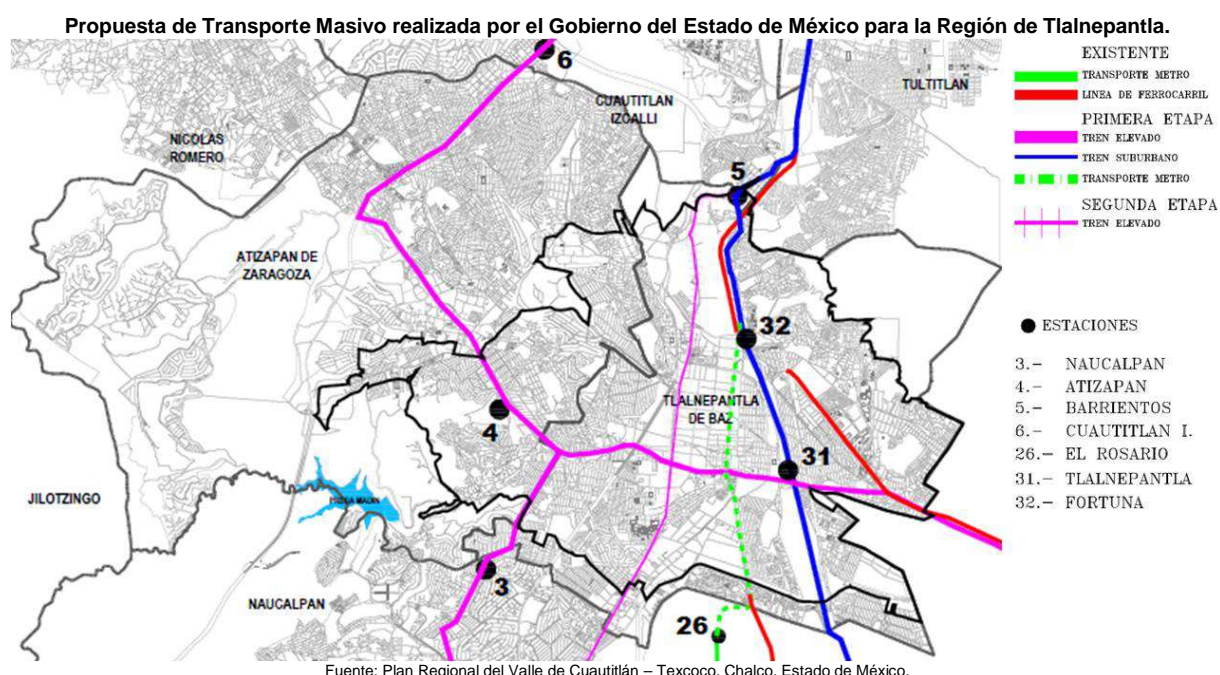 Propuesta de Transporte Masivo realizada por el Gobierno del Estado de México para la Región de Tlalnepantla.
6
CUAUTITLAN
IZCALLI
TULTITLAN
NICOLAS
ROMERO
5
ATIZAPAN DE
ZARAGOZA
32
TLALNEPANTLA
DE BAZ
4
31
JILOTZINGO
PRESA MADIN
3
NAUCALPAN
26
EXISTENTE
TRANSPORTE METRO
LINEA DE FERROCARRIL
PRIMERA ETAPA
TREN ELEVADO
TREN SUBURBANO
TRANSPORTE METRO
SEGUNDA ETAPA
TREN ELEVADO
ESTACIONES
3.- NAUCALPAN
4.- ATIZAPAN
5.- BARRIENTOS
6.- CUAUTITLAN I.
26.- EL ROSARIO
31.- TLALNEPANTLA
32.- FORTUNA
Fuente: Plan Regional del Valle de Cuautitlán – Texcoco, Chalco, Estado de México.